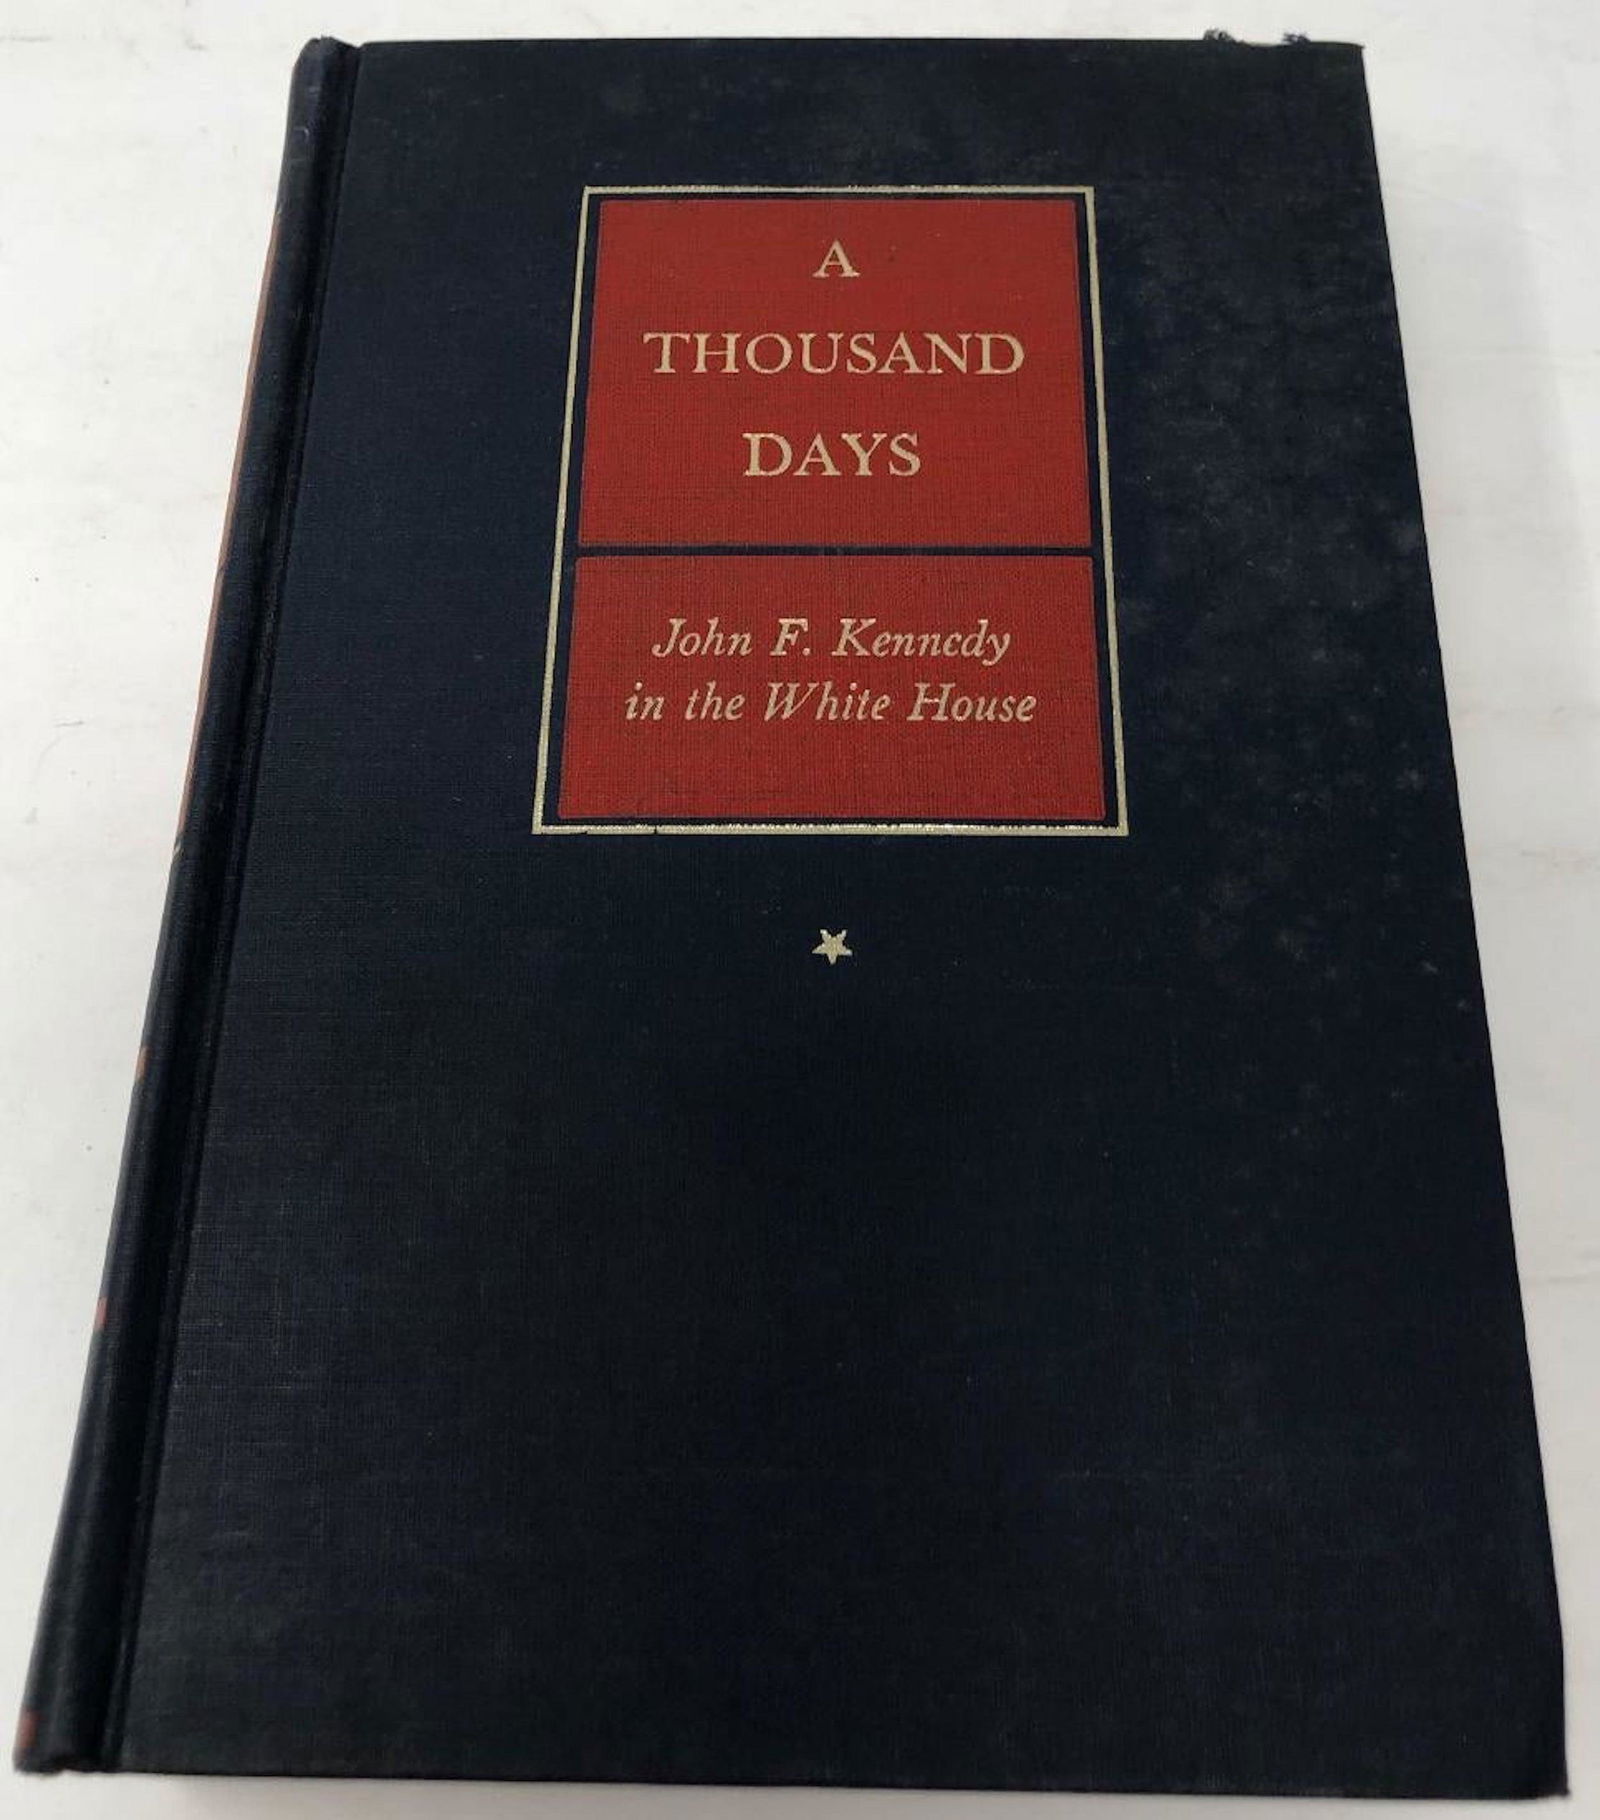 A
THOUSAND
DAYS
John F. Kennedy
in the White House